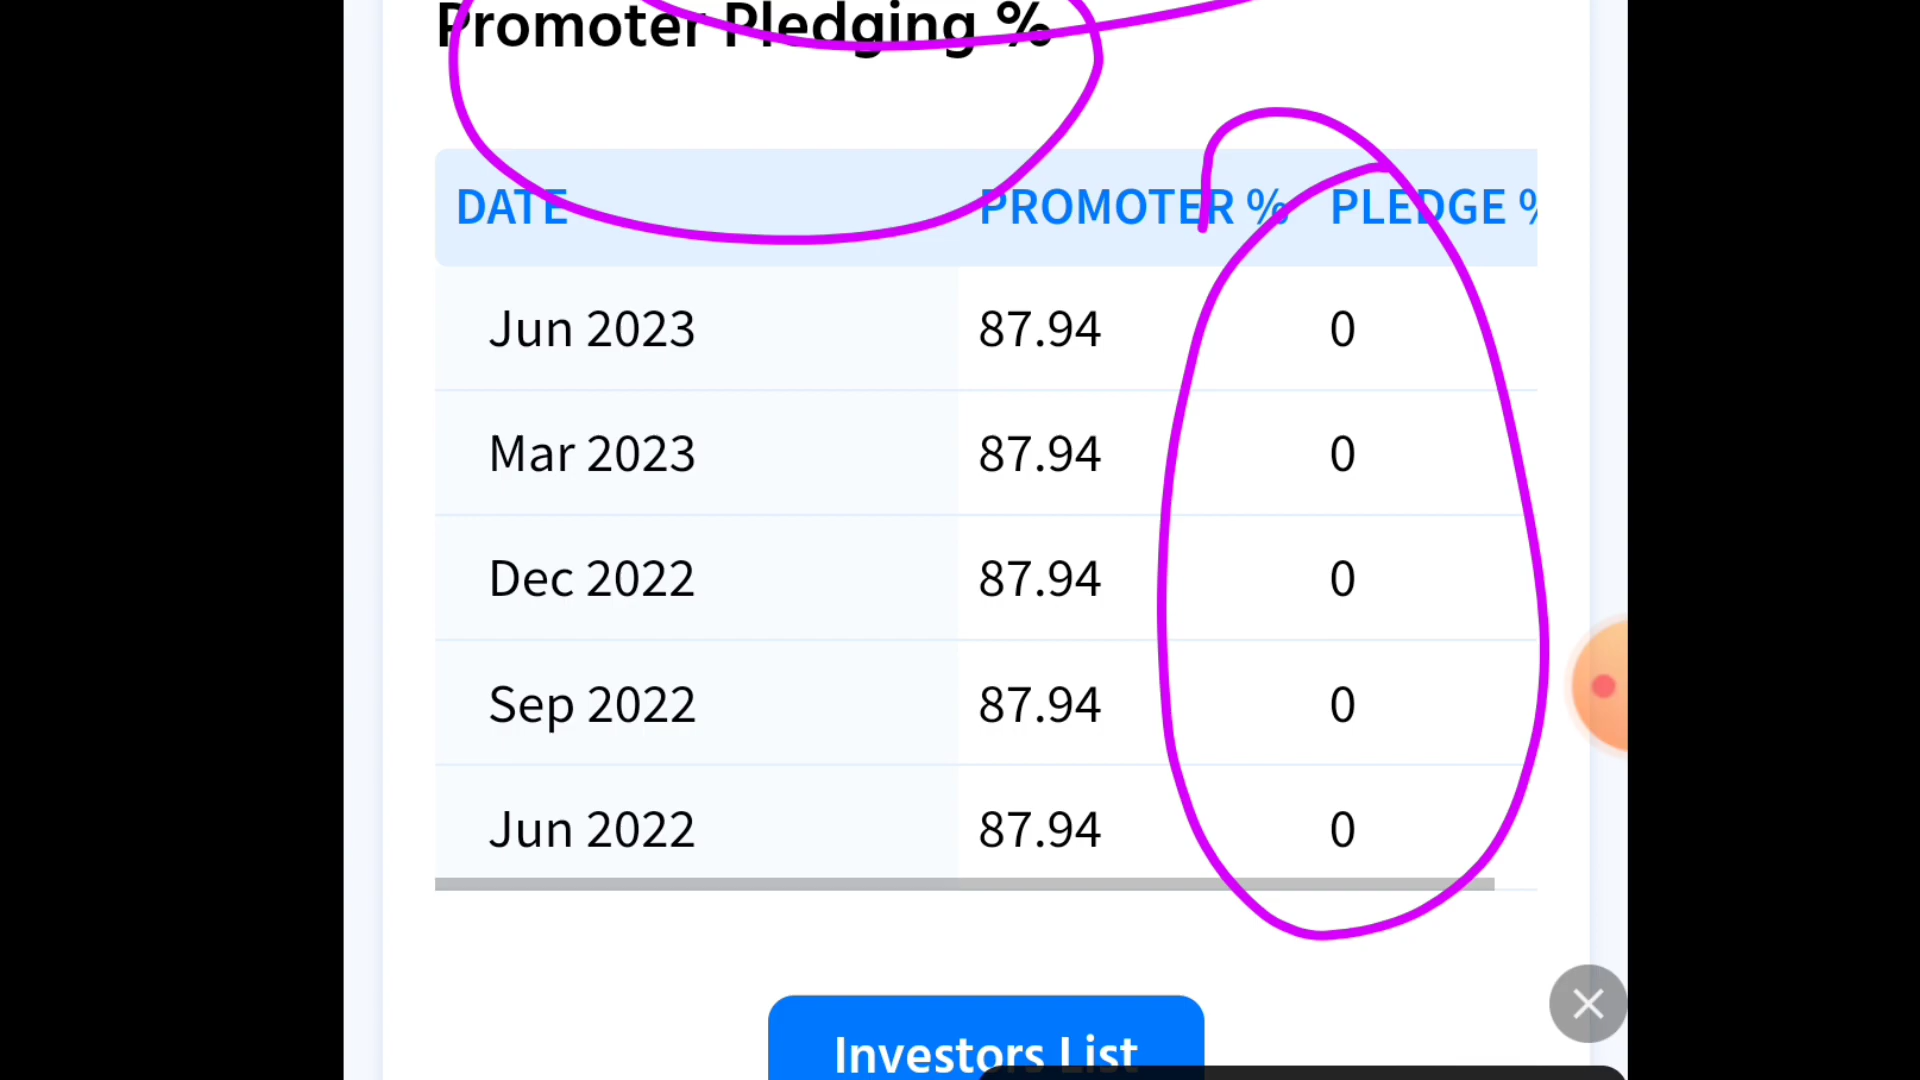 Promoter Pledging %
DATE PROMOTER % PLEDGE %
Jun 2023 87.94 0
Mar 2023 87.94 0
Dec 2022 87.94 0
Sep 2022 87.94 0
Jun 2022 87.94 0
Investors List